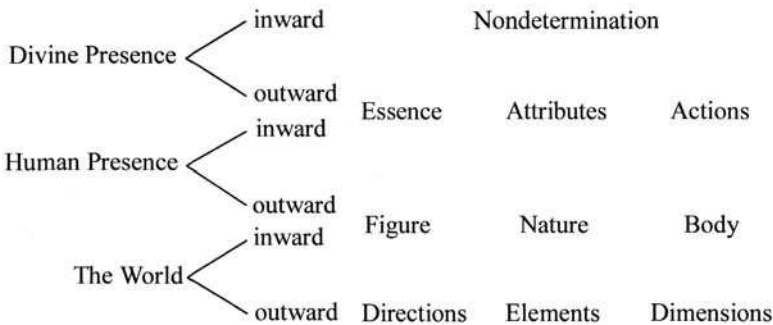 inward Nondetermination
Divine Presence
outward
Essence Attributes Actions
inward
Human Presence
outward
Figure Nature Body
inward
The World
outward Directions Elements Dimensions